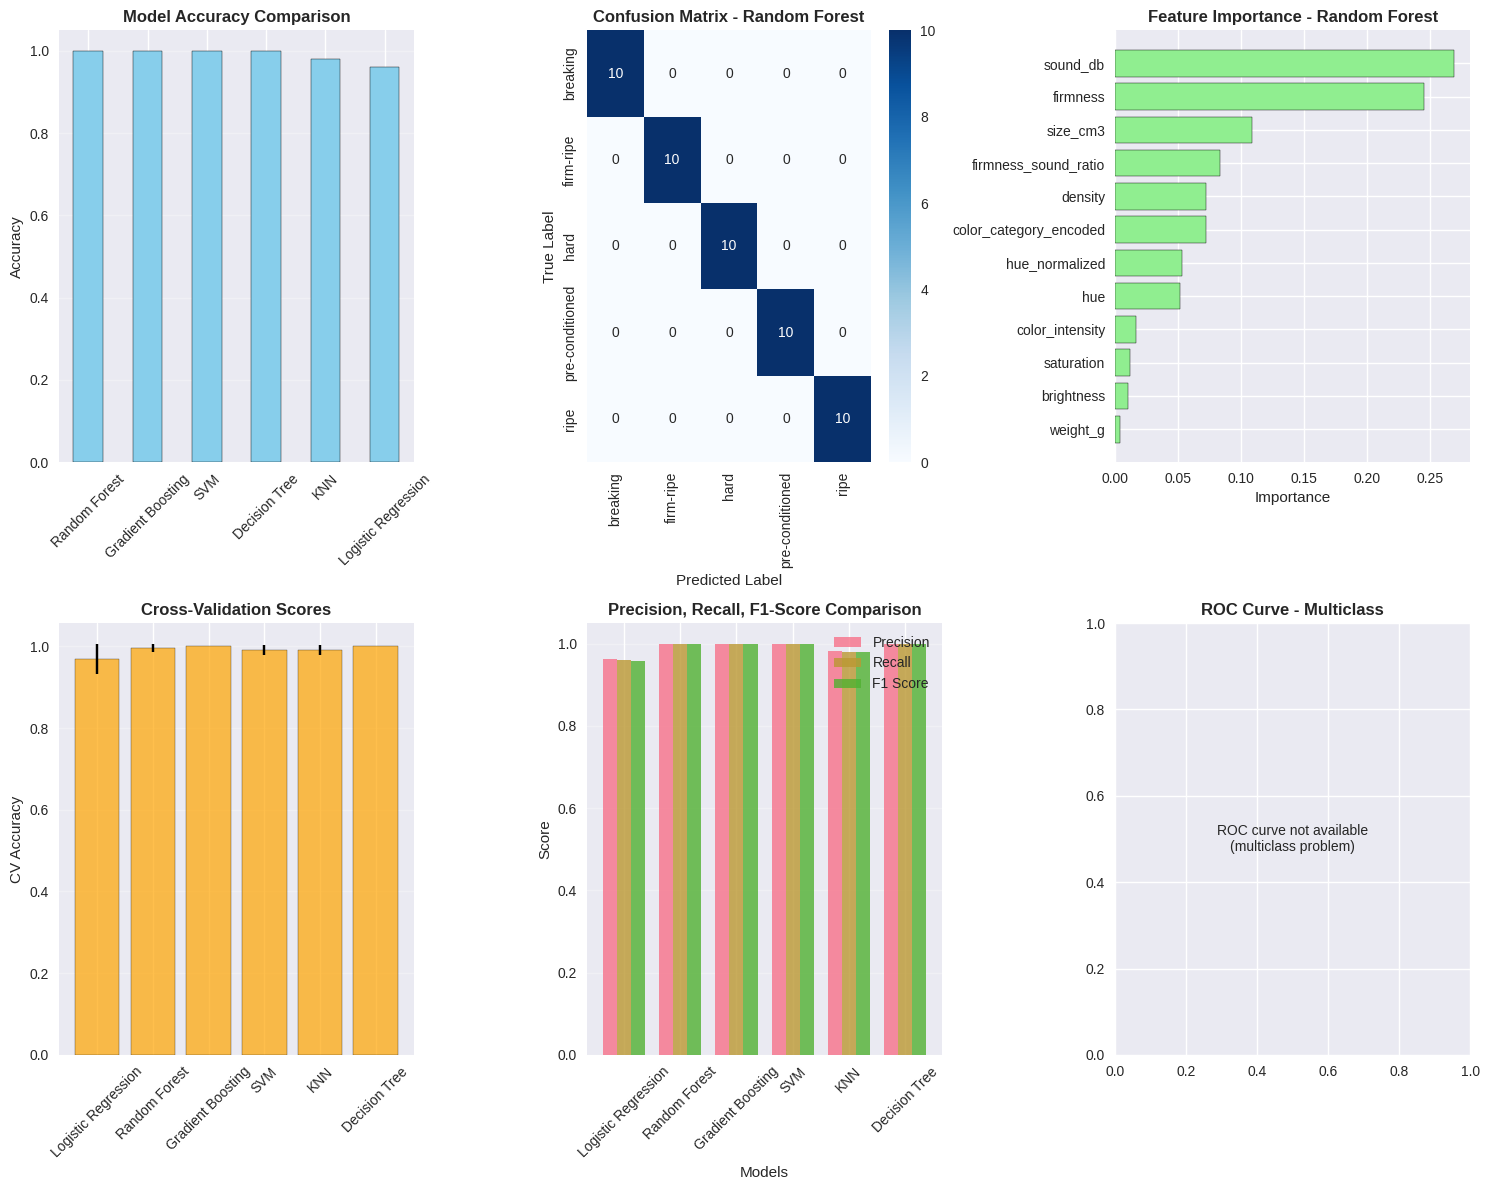 Model Accuracy Comparison
1.0
0.8
0.6
0.4
0.2
0.0
Accuracy
Random Forest
Gradient Boosting
SVM
Decision Tree
KNN
Logistic Regression
Confusion Matrix - Random Forest
True Label
breaking
firm-ripe
hard
pre-conditioned
ripe
10 0 0 0 0
0 10 0 0 0
0 0 10 0 0
0 0 0 10 0
0 0 0 0 10
breaking
firm-ripe
hard
pre-conditioned
ripe
Predicted Label
10
8
6
4
2
0
Feature Importance - Random Forest
sound_db
firmness
size_cm3
firmness_sound_ratio
density
color_category_encoded
hue_normalized
hue
color_intensity
saturation
brightness
weight_g
0.00 0.05 0.10 0.15 0.20 0.25
Importance
Cross-Validation Scores
1.0
0.8
0.6
0.4
0.2
0.0
CV Accuracy
Logistic Regression
Random Forest
Gradient Boosting
SVM
KNN
Decision Tree
Precision, Recall, F1-Score Comparison
Precision
Recall
F1 Score
1.0
0.8
0.6
0.4
0.2
0.0
Score
Logistic Regression
Random Forest
Gradient Boosting
SVM
KNN
Decision Tree
Models
ROC Curve - Multiclass
1.0
0.8
0.6
0.4
0.2
0.0
ROC curve not available
(multiclass problem)
0.0 0.2 0.4 0.6 0.8 1.0